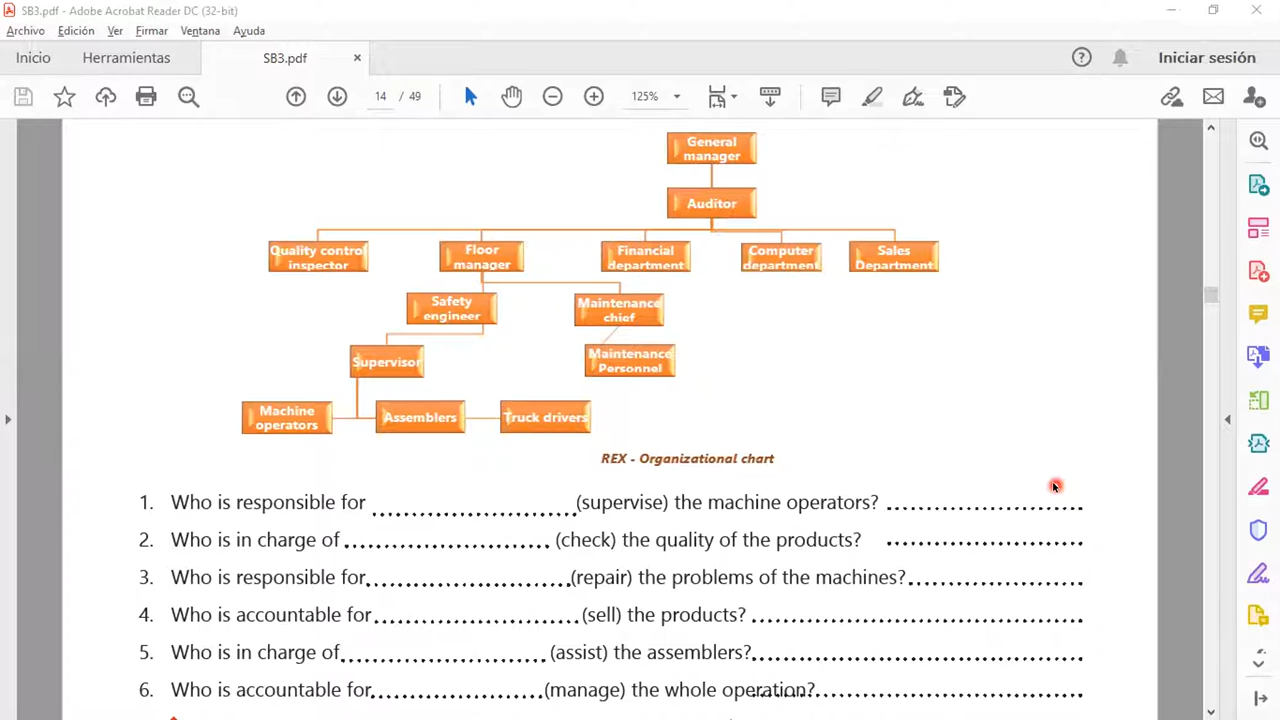 SB3.pdf - Adobe Acrobat Reader DC (32-bit)
Archivo Edición Ver Firmar Ventana Ayuda
Inicio Herramientas SB3.pdf × Iniciar sesión
14 / 49 125%
General
manager
Auditor
Quality control
inspector
Floor
manager
Financial
department
Computer
department
Sales
Department
Safety
engineer
Maintenance
chief
Supervisor
Maintenance
Personnel
Machine
operators
Assemblers
Truck drivers
REX - Organizational chart
1. Who is responsible for ........................ (supervise) the machine operators? ........................
2. Who is in charge of ........................ (check) the quality of the products? ........................
3. Who is responsible for........................(repair) the problems of the machines?........................
4. Who is accountable for........................ (sell) the products? ........................
5. Who is in charge of........................ (assist) the assemblers?........................
6. Who is accountable for........................(manage) the whole operation?........................